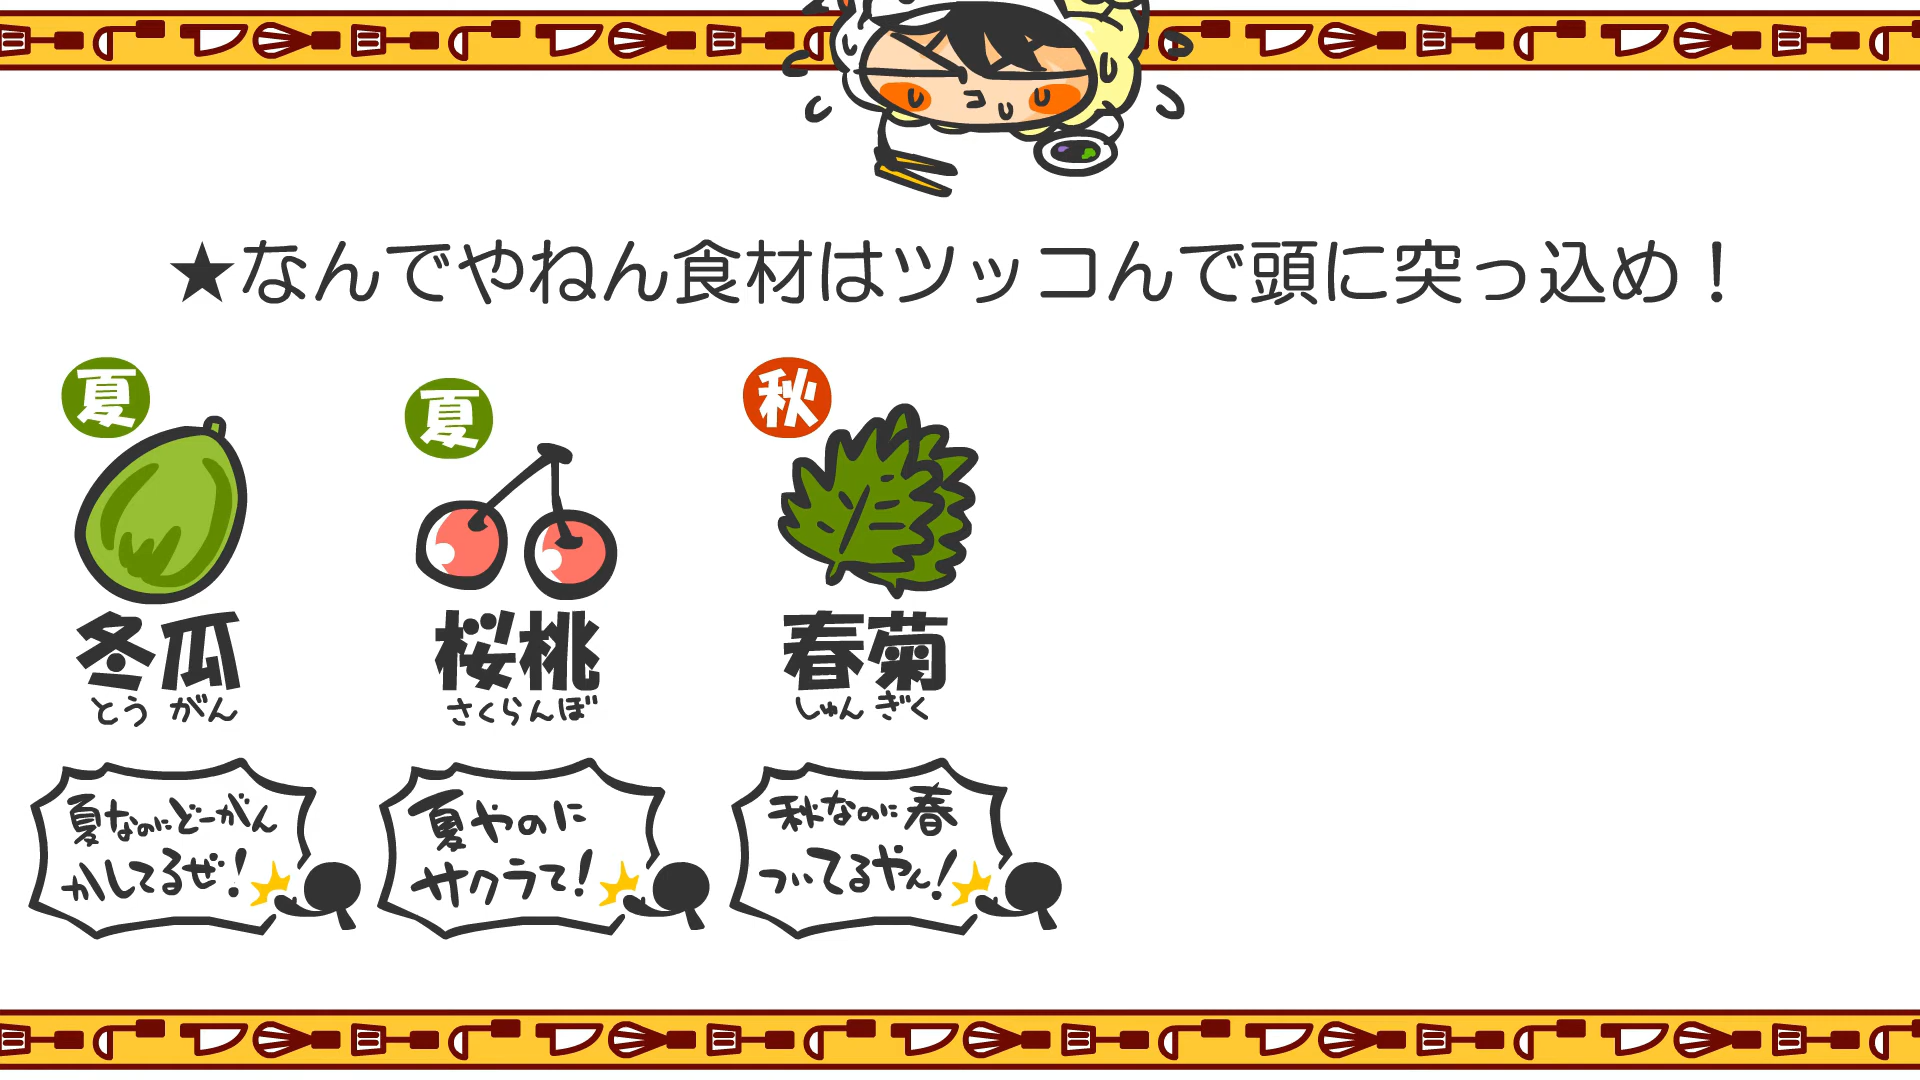 ★なんでやねん食材はツッコんで頭に突っ込め！
夏
冬瓜
とうがん
夏なのにどーがん
かしてるぜ！
夏
桜桃
さくらんぼ
夏やのに
サクラて！
秋
春菊
しゅんぎく
秋なのに春
ついてるやん！